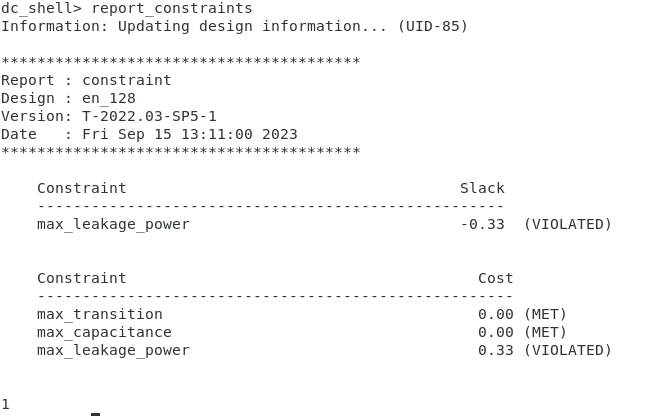 dc_shell> report_constraints
Information: Updating design information... (UID-85)
****************************************
Report : constraint
Design : en_128
Version: T-2022.03-SP5-1
Date   : Fri Sep 15 13:11:00 2023
****************************************
Constraint                                     Slack
----------------------------------------------------
max_leakage_power                              -0.33  (VIOLATED)
Constraint                                       Cost
-----------------------------------------------------
max_transition                                   0.00 (MET)
max_capacitance                                  0.00 (MET)
max_leakage_power                                0.33 (VIOLATED)
1